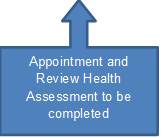 Appointment and
Review Health
Assessment to be
completed